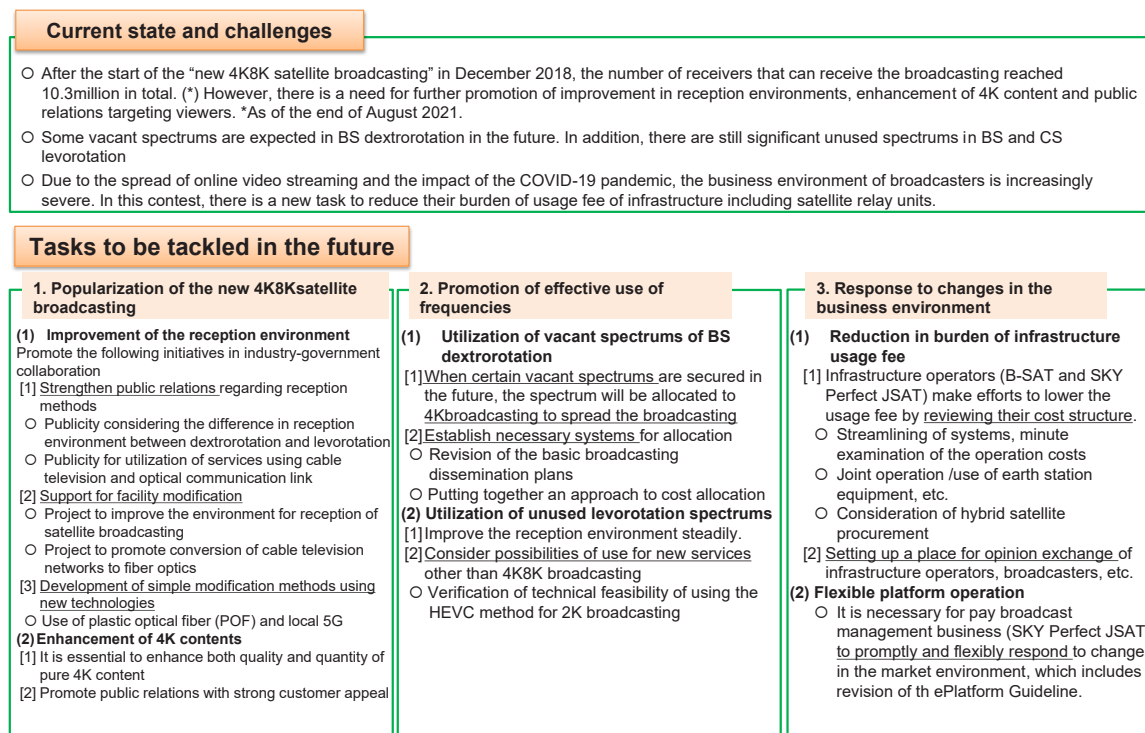 Current state and challenges
○ After the start of the “new 4K8K satellite broadcasting” in December 2018, the number of receivers that can receive the broadcasting reached
10.3million in total. (*) However, there is a need for further promotion of improvement in reception environments, enhancement of 4K content and public
relations targeting viewers. *As of the end of August 2021.
○ Some vacant spectrums are expected in BS dextrorotation in the future. In addition, there are still significant unused spectrums in BS and CS
levorotation
○ Due to the spread of online video streaming and the impact of the COVID-19 pandemic, the business environment of broadcasters is increasingly
severe. In this contest, there is a new task to reduce their burden of usage fee of infrastructure including satellite relay units.
Tasks to be tackled in the future
1. Popularization of the new 4K8Ksatellite
broadcasting
(1) Improvement of the reception environment
Promote the following initiatives in industry-government
collaboration
[1] Strengthen public relations regarding reception
methods
○ Publicity considering the difference in reception
environment between dextrorotation and levorotation
○ Publicity for utilization of services using cable
television and optical communication link
[2] Support for facility modification
○ Project to improve the environment for reception of
satellite broadcasting
○ Project to promote conversion of cable television
networks to fiber optics
[3] Development of simple modification methods using
new technologies
○ Use of plastic optical fiber (POF) and local 5G
(2) Enhancement of 4K contents
[1] It is essential to enhance both quality and quantity of
pure 4K content
[2] Promote public relations with strong customer appeal
2. Promotion of effective use of
frequencies
(1) Utilization of vacant spectrums of BS
dextrorotation
[1] When certain vacant spectrums are secured in
the future, the spectrum will be allocated to
4Kbroadcasting to spread the broadcasting
[2] Establish necessary systems for allocation
○ Revision of the basic broadcasting
dissemination plans
○ Putting together an approach to cost allocation
(2) Utilization of unused levorotation spectrums
[1] Improve the reception environment steadily.
[2] Consider possibilities of use for new services
other than 4K8K broadcasting
○ Verification of technical feasibility of using the
HEVC method for 2K broadcasting
3. Response to changes in the
business environment
(1) Reduction in burden of infrastructure
usage fee
[1] Infrastructure operators (B-SAT and SKY
Perfect JSAT) make efforts to lower the
usage fee by reviewing their cost structure.
○ Streamlining of systems, minute
examination of the operation costs
○ Joint operation /use of earth station
equipment, etc.
○ Consideration of hybrid satellite
procurement
[2] Setting up a place for opinion exchange of
infrastructure operators, broadcasters, etc.
(2) Flexible platform operation
○ It is necessary for pay broadcast
management business (SKY Perfect JSAT
to promptly and flexibly respond to change
in the market environment, which includes
revision of th ePlatform Guideline.